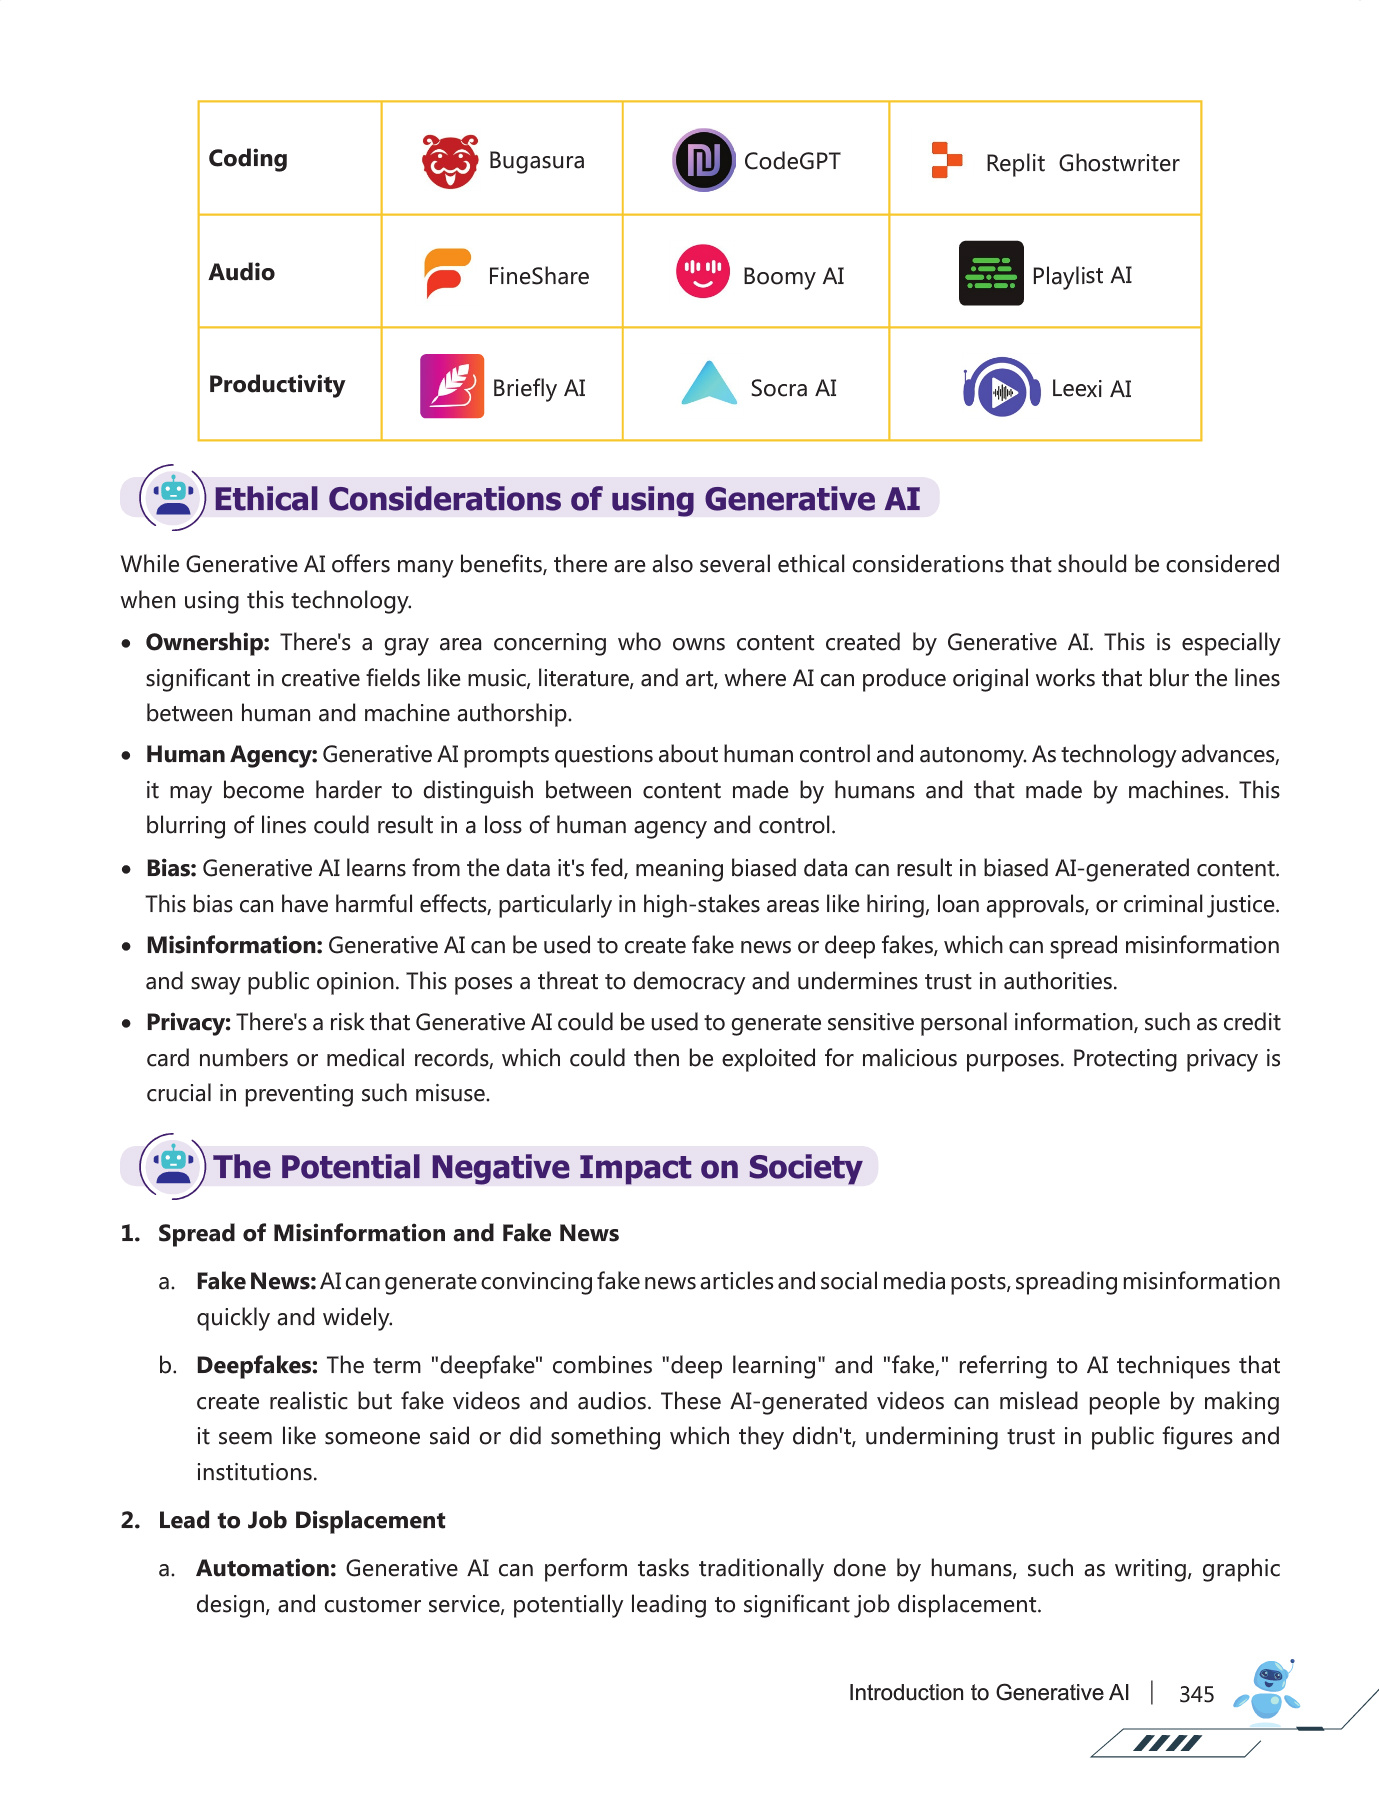 Coding Bugasura CodeGPT Replit Ghostwriter
Audio FineShare Boomy AI Playlist AI
Productivity Briefly AI Socra AI Leexi AI
Ethical Considerations of using Generative AI
While Generative AI offers many benefits, there are also several ethical considerations that should be considered
when using this technology.
• Ownership: There's a gray area concerning who owns content created by Generative AI. This is especially
significant in creative fields like music, literature, and art, where AI can produce original works that blur the lines
between human and machine authorship.
• Human Agency: Generative AI prompts questions about human control and autonomy. As technology advances,
it may become harder to distinguish between content made by humans and that made by machines. This
blurring of lines could result in a loss of human agency and control.
• Bias: Generative AI learns from the data it's fed, meaning biased data can result in biased AI-generated content.
This bias can have harmful effects, particularly in high-stakes areas like hiring, loan approvals, or criminal justice.
• Misinformation: Generative AI can be used to create fake news or deep fakes, which can spread misinformation
and sway public opinion. This poses a threat to democracy and undermines trust in authorities.
• Privacy: There's a risk that Generative AI could be used to generate sensitive personal information, such as credit
card numbers or medical records, which could then be exploited for malicious purposes. Protecting privacy is
crucial in preventing such misuse.
The Potential Negative Impact on Society
1. Spread of Misinformation and Fake News
a. Fake News: AI can generate convincing fake news articles and social media posts, spreading misinformation
quickly and widely.
b. Deepfakes: The term "deepfake" combines "deep learning" and "fake," referring to AI techniques that
create realistic but fake videos and audios. These AI-generated videos can mislead people by making
it seem like someone said or did something which they didn't, undermining trust in public figures and
institutions.
2. Lead to Job Displacement
a. Automation: Generative AI can perform tasks traditionally done by humans, such as writing, graphic
design, and customer service, potentially leading to significant job displacement.
Introduction to Generative AI | 345